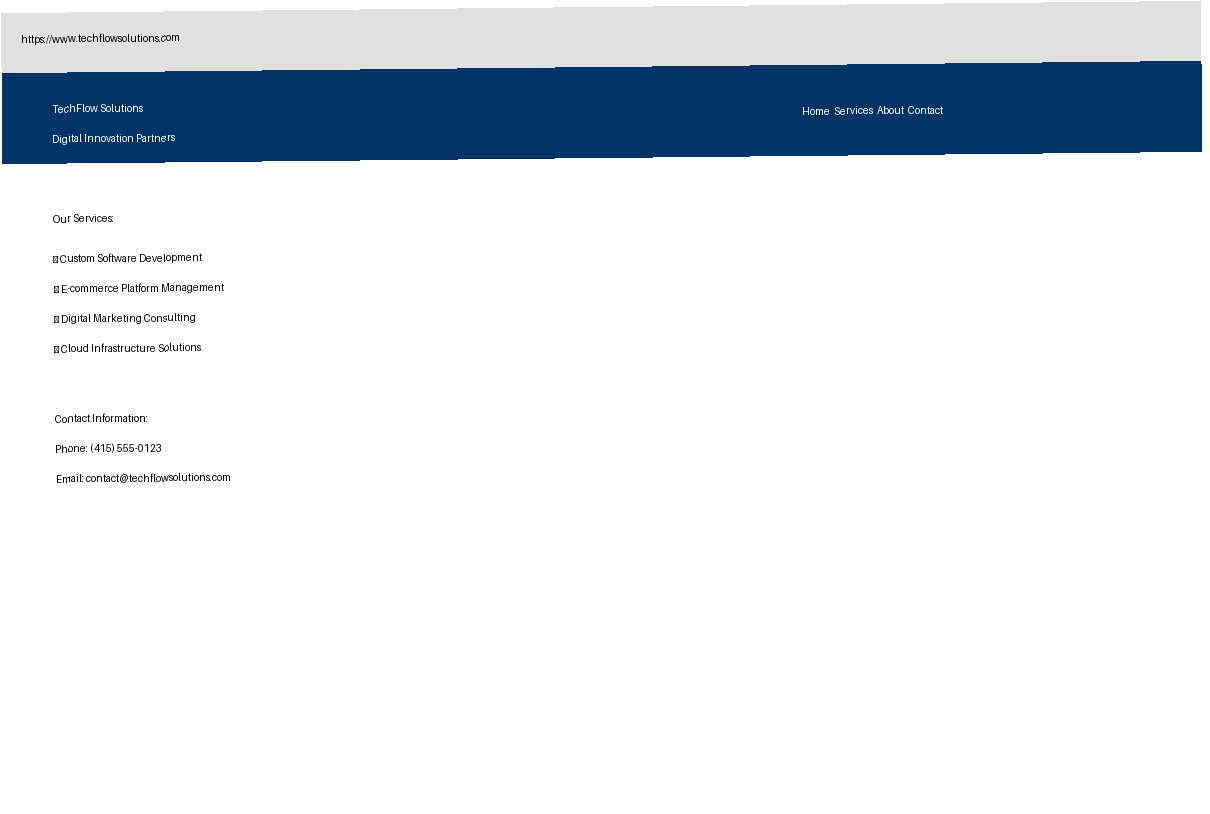 https://www.techflowsolutions.com
TechFlow Solutions
Home Services About Contact
Digital Innovation Partners
Our Services:
Custom Software Development
E-commerce Platform Management
Digital Marketing Consulting
Cloud Infrastructure Solutions
Contact Information:
Phone: (415) 555-0123
Email: contact@techflowsolutions.com